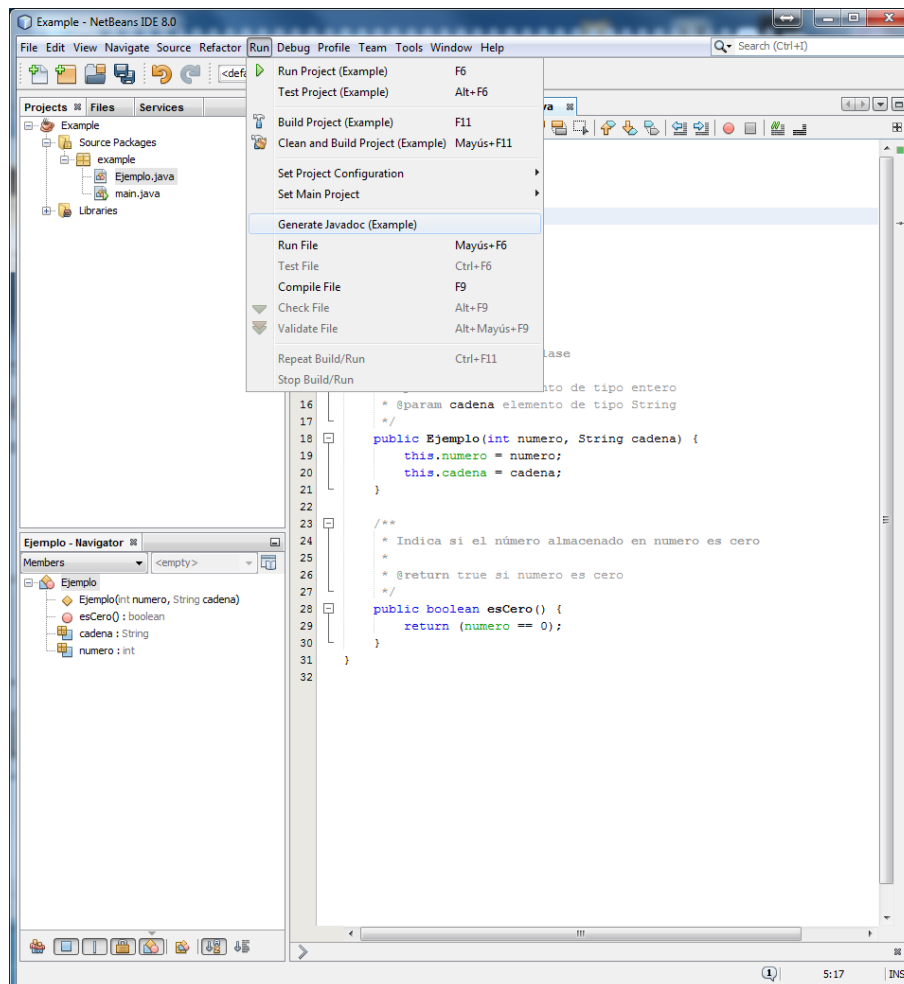 Example - NetBeans IDE 8.0
File Edit View Navigate Source Refactor Run Debug Profile Team Tools Window Help
Search (Ctrl+I)
<defa
Run Project (Example) F6
Test Project (Example) Alt+F6
Build Project (Example) F11
Clean and Build Project (Example) Mayús+F11
Set Project Configuration
Set Main Project
Generate Javadoc (Example)
Run File Mayús+F6
Test File Ctrl+F6
Compile File F9
Check File Alt+F9
Validate File Alt+Mayús+F9
Repeat Build/Run Ctrl+F11
Stop Build/Run
Projects Files Services
Example
Source Packages
example
Ejemplo.java
main.java
Libraries
va
lase
nto de tipo entero
16 * @param cadena elemento de tipo String
17 */
18 public Ejemplo(int numero, String cadena) {
19 this.numero = numero;
20 this.cadena = cadena;
21 }
22
23 /**
24 * Indica si el número almacenado en numero es cero
25 *
26 * @return true si numero es cero
27 */
28 public boolean esCero() {
29 return (numero == 0);
30 }
31 }
32
Ejemplo - Navigator
Members <empty>
Ejemplo
Ejemplo(int numero, String cadena)
esCero() : boolean
cadena : String
numero : int
1 5:17 INS